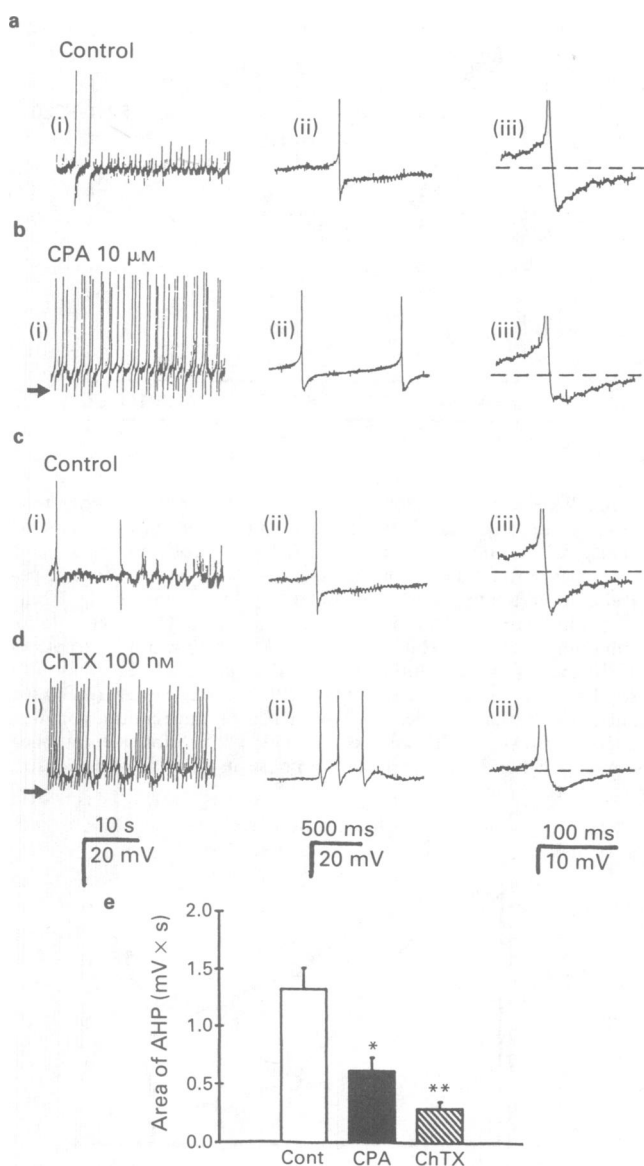 a
Control
(i) (ii) (iii)
b
CPA 10 μM
(i) (ii) (iii)
c
Control
(i) (ii) (iii)
d
ChTX 100 nM
(i) (ii) (iii)
10 s 500 ms 100 ms
20 mV 20 mV 10 mV
e
Area of AHP (mV × s)
2.0
1.5
1.0
0.5
0.0
*
**
Cont CPA ChTX